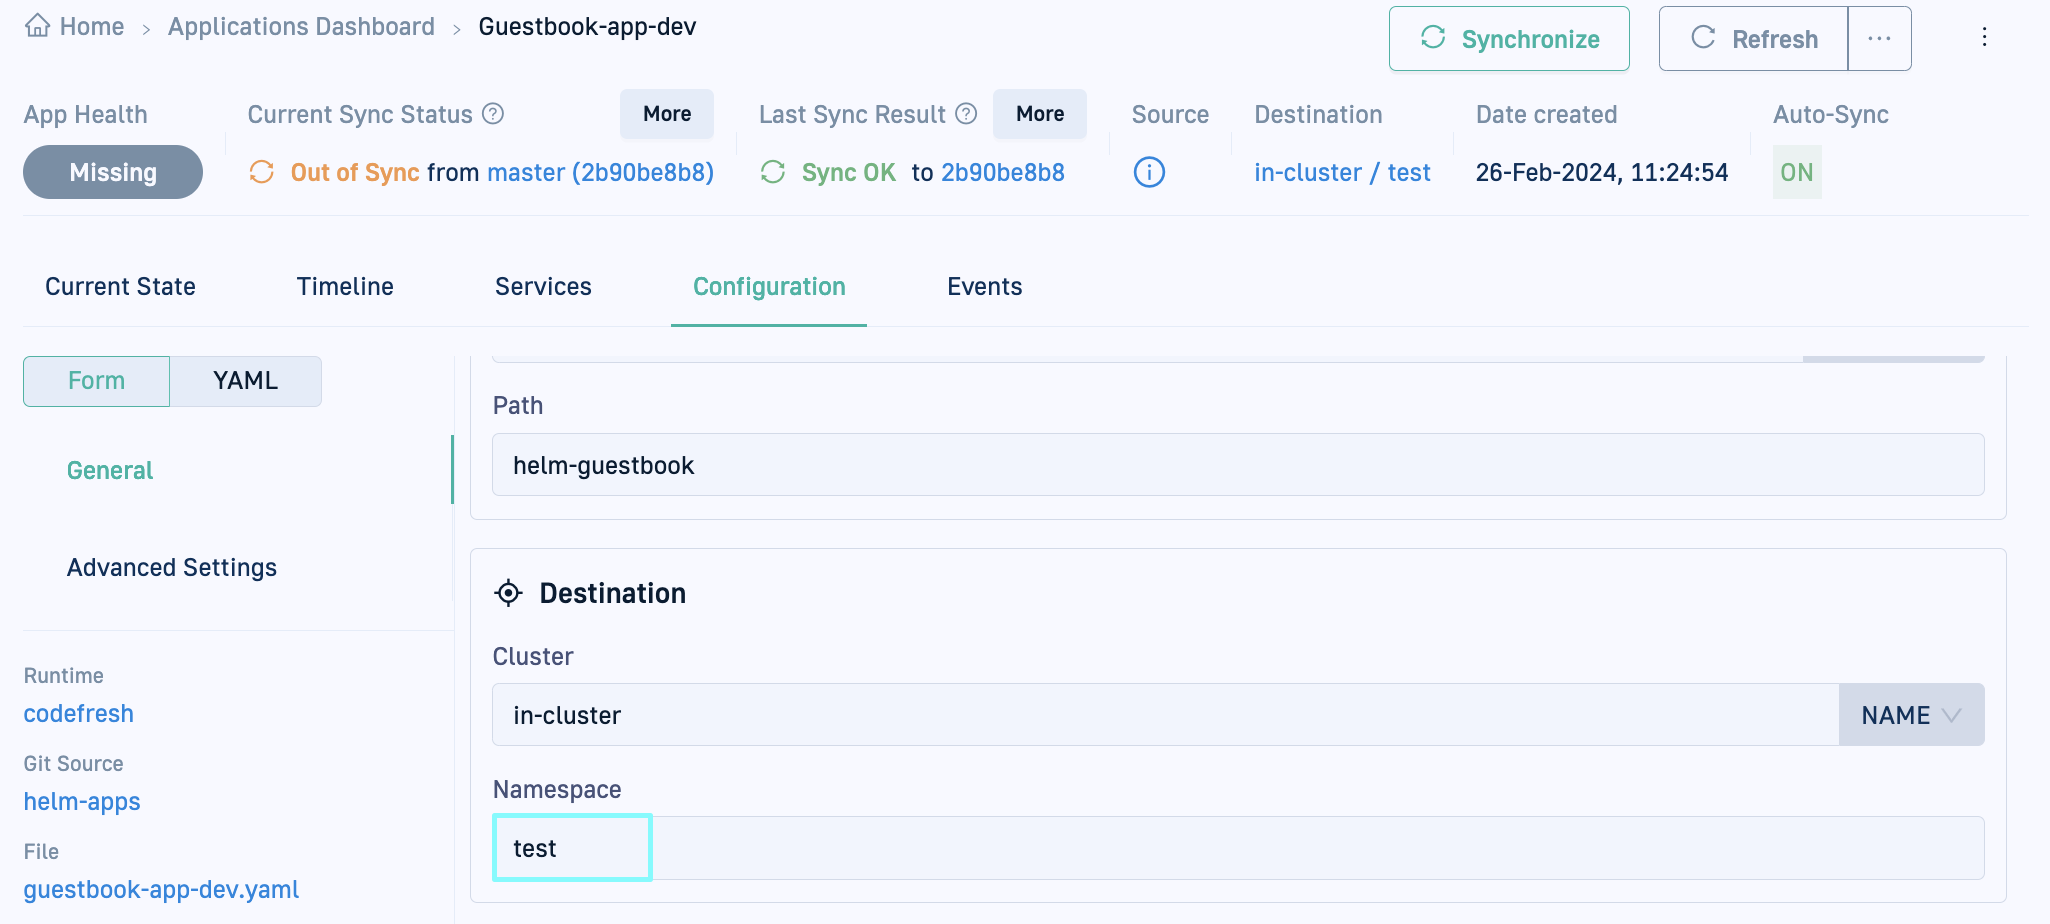 Home > Applications Dashboard > Guestbook-app-dev
Synchronize
Refresh
App Health
Current Sync Status
More
Last Sync Result
More
Source
Destination
Date created
Auto-Sync
Missing
Out of Sync from master (2b90be8b8)
Sync OK to 2b90be8b8
in-cluster / test
26-Feb-2024, 11:24:54
ON
Current State
Timeline
Services
Configuration
Events
Form
YAML
General
Advanced Settings
Runtime
codefresh
Git Source
helm-apps
File
guestbook-app-dev.yaml
Path
helm-guestbook
Destination
Cluster
in-cluster
NAME
Namespace
test